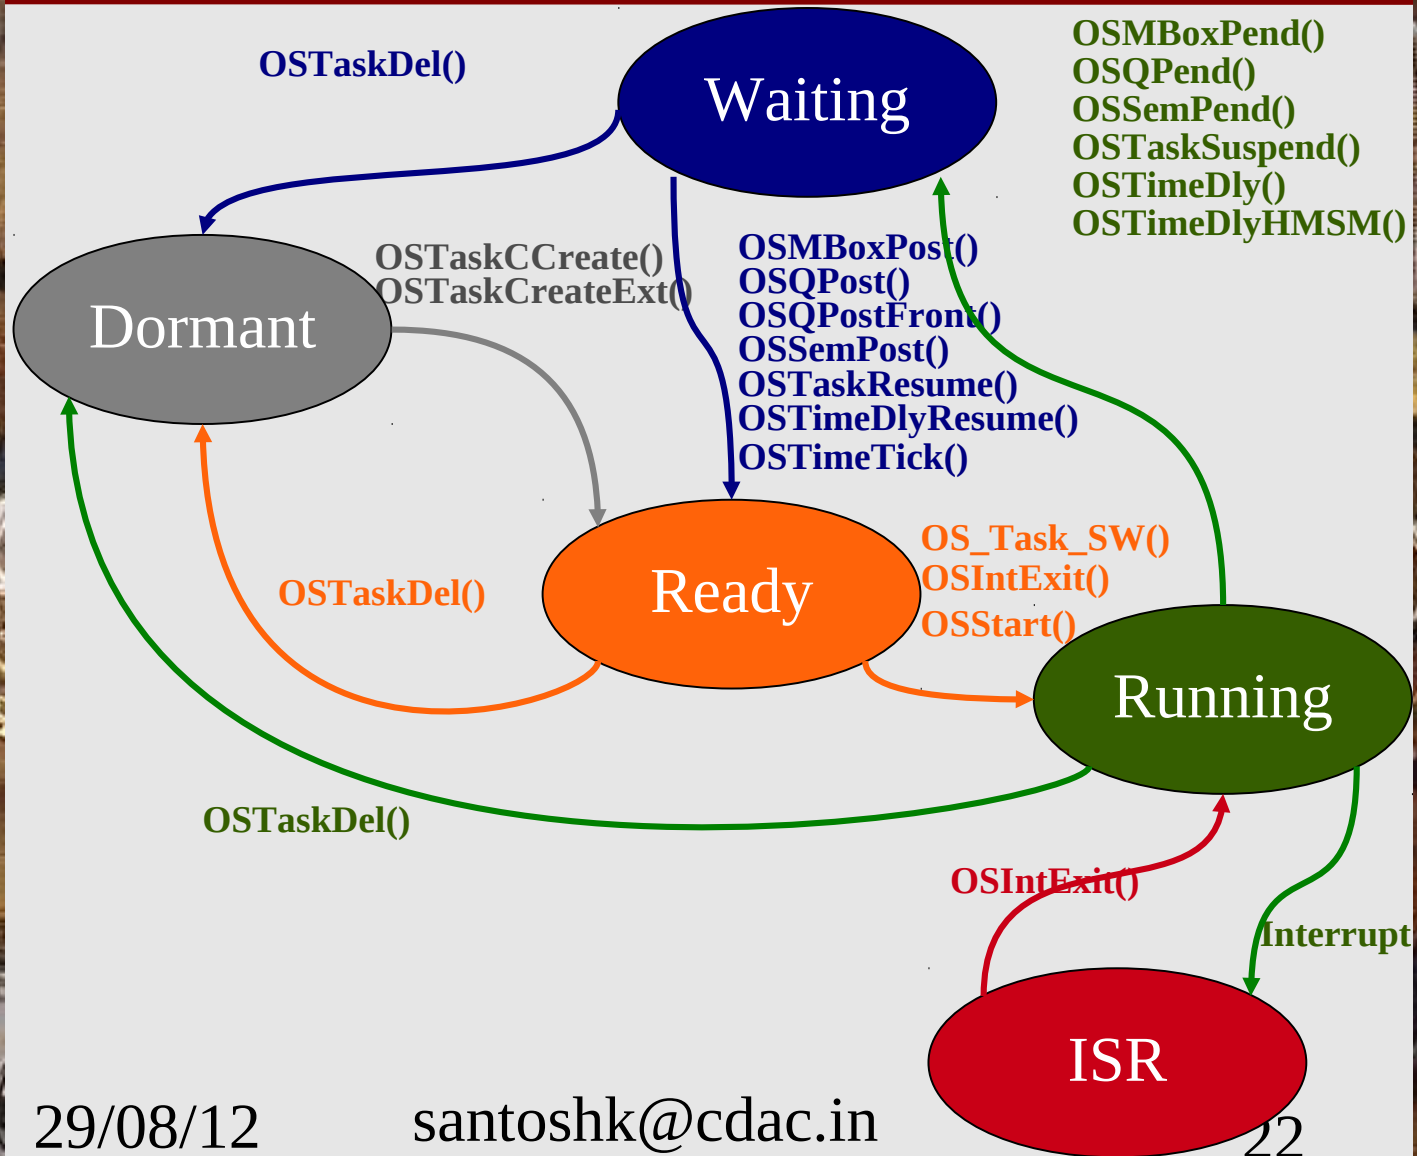 OSTaskDel()
Waiting
OSMBoxPend()
OSQPend()
OSSemPend()
OSTaskSuspend()
OSTimeDly()
OSTimeDlyHMSM()
OSTaskCCreate()
OSTaskCreateExt()
OSMBoxPost()
OSQPost()
OSQPostFront()
OSSemPost()
OSTaskResume()
OSTimeDlyResume()
OSTimeTick()
Dormant
OSTaskDel()
Ready
OS_Task_SW()
OSIntExit()
OSStart()
Running
OSTaskDel()
OSIntExit()
Interrupt
ISR
29/08/12
santoshk@cdac.in
22